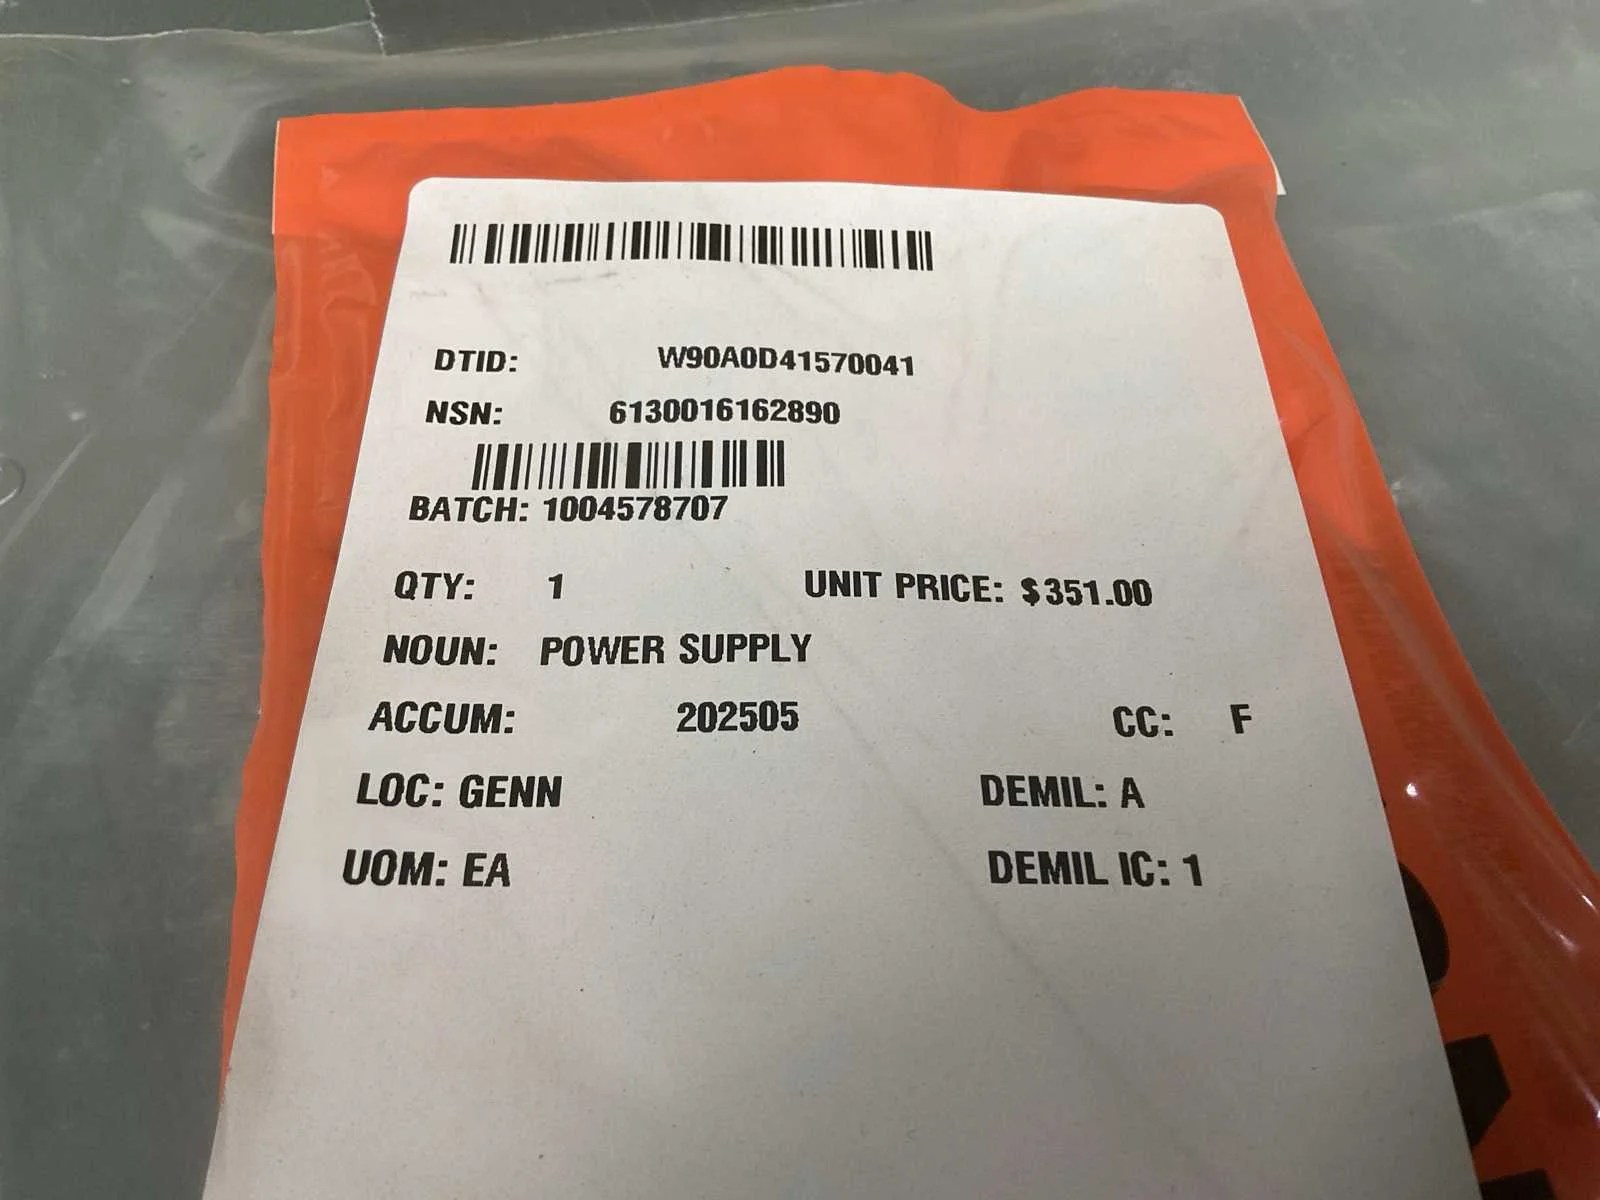 DTID: W90A0D41570041
NSN: 6130016162890
BATCH: 1004578707
QTY: 1 UNIT PRICE: $351.00
NOUN: POWER SUPPLY
ACCUM: 202505 CC: F
LOC: GENN DEMIL: A
UOM: EA DEMIL IC: 1